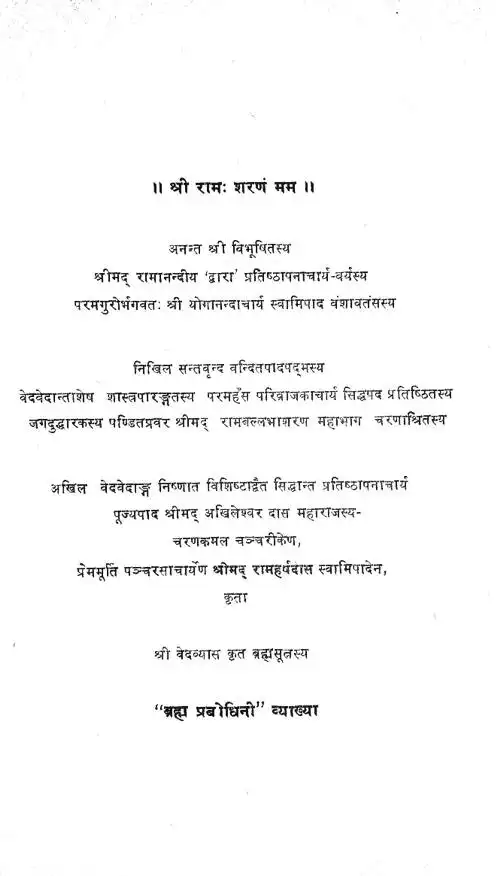 ॥ श्री रामः शरणं मम ॥
अनन्त श्री विभूषितस्य
श्रीमद् रामानन्दीय ‘द्वारा’ प्रतिष्ठापनाचार्य-वर्यस्य
परमगुरोर्भगवतः श्री योगानन्दाचार्य स्वामिपाद वंशावतंसस्य
निखिल सन्तवृन्द वन्दितपादपद्मस्य
वेदवेदान्ताशेष शास्त्रपारङ्गतस्य परमहँस परिव्राजकाचार्य सिद्धपद प्रतिष्ठितस्य
जगदुद्धारकस्य पण्डितप्रवर श्रीमद् रामवल्लभाशरण महाभाग चरणाश्रितस्य
अखिल वेदवेदाङ्ग निष्णात विशिष्टाद्वैत सिद्धान्त प्रतिष्ठापनाचार्य
पूज्यपाद श्रीमद् अखिलेश्वर दास महाराजस्य-
चरणकमल चञ्चरीकेण,
प्रेममूर्ति पञ्चरसाचार्येण श्रीमद् रामहर्षदास स्वामिपादेन,
कृता
श्री वेदव्यास कृत ब्रह्मसूत्रस्य
“ब्रह्म प्रबोधिनी” व्याख्या